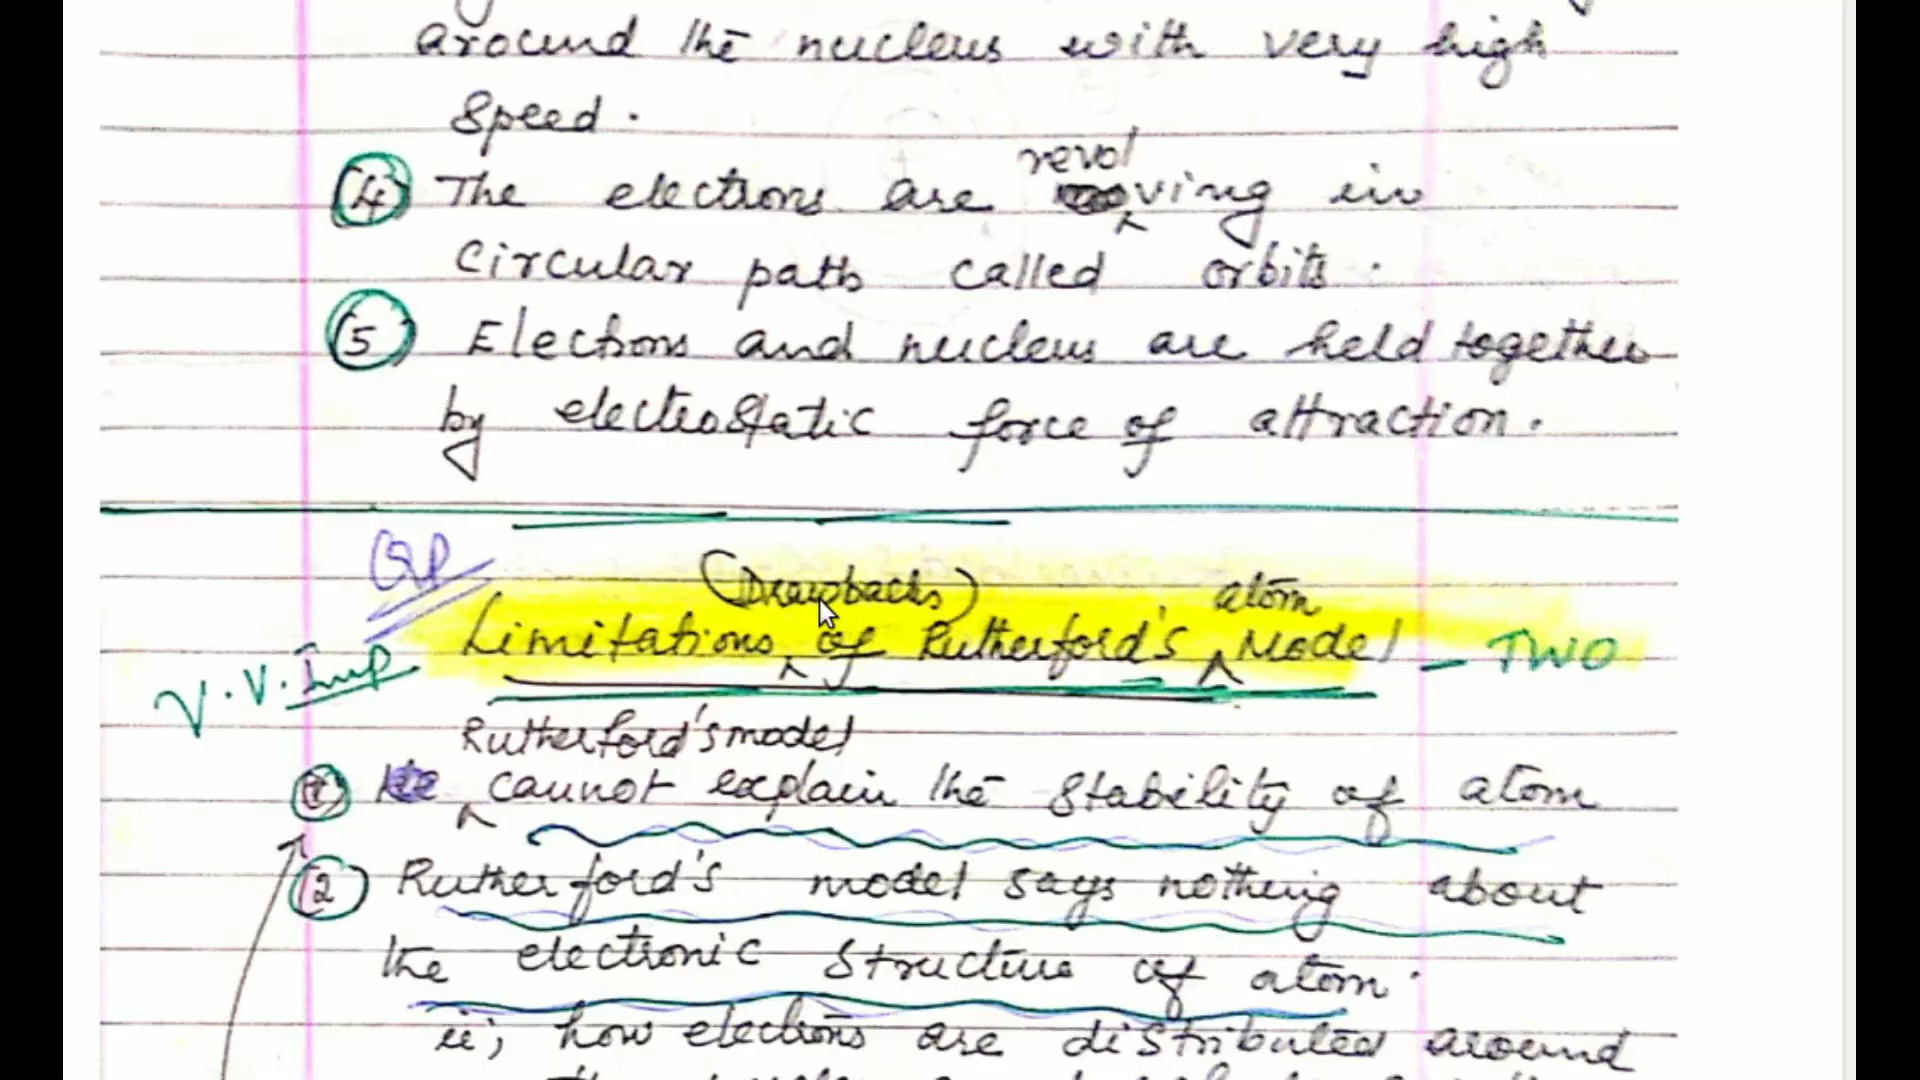 around the nucleus with very high
Speed.
(4) The electrons are revolving in
Circular path called orbits.
(5) Electrons and nucleus are held together
by electrostatic force of attraction.
QP
(Drawbacks) atom
Limitations of Rutherford's Model - TWO
V.V. Imp
Rutherford's model
(1) cannot explain the stability of atom
(2) Rutherford's model says nothing about
the electronic structure of atom.
ie; how electrons are distributed around